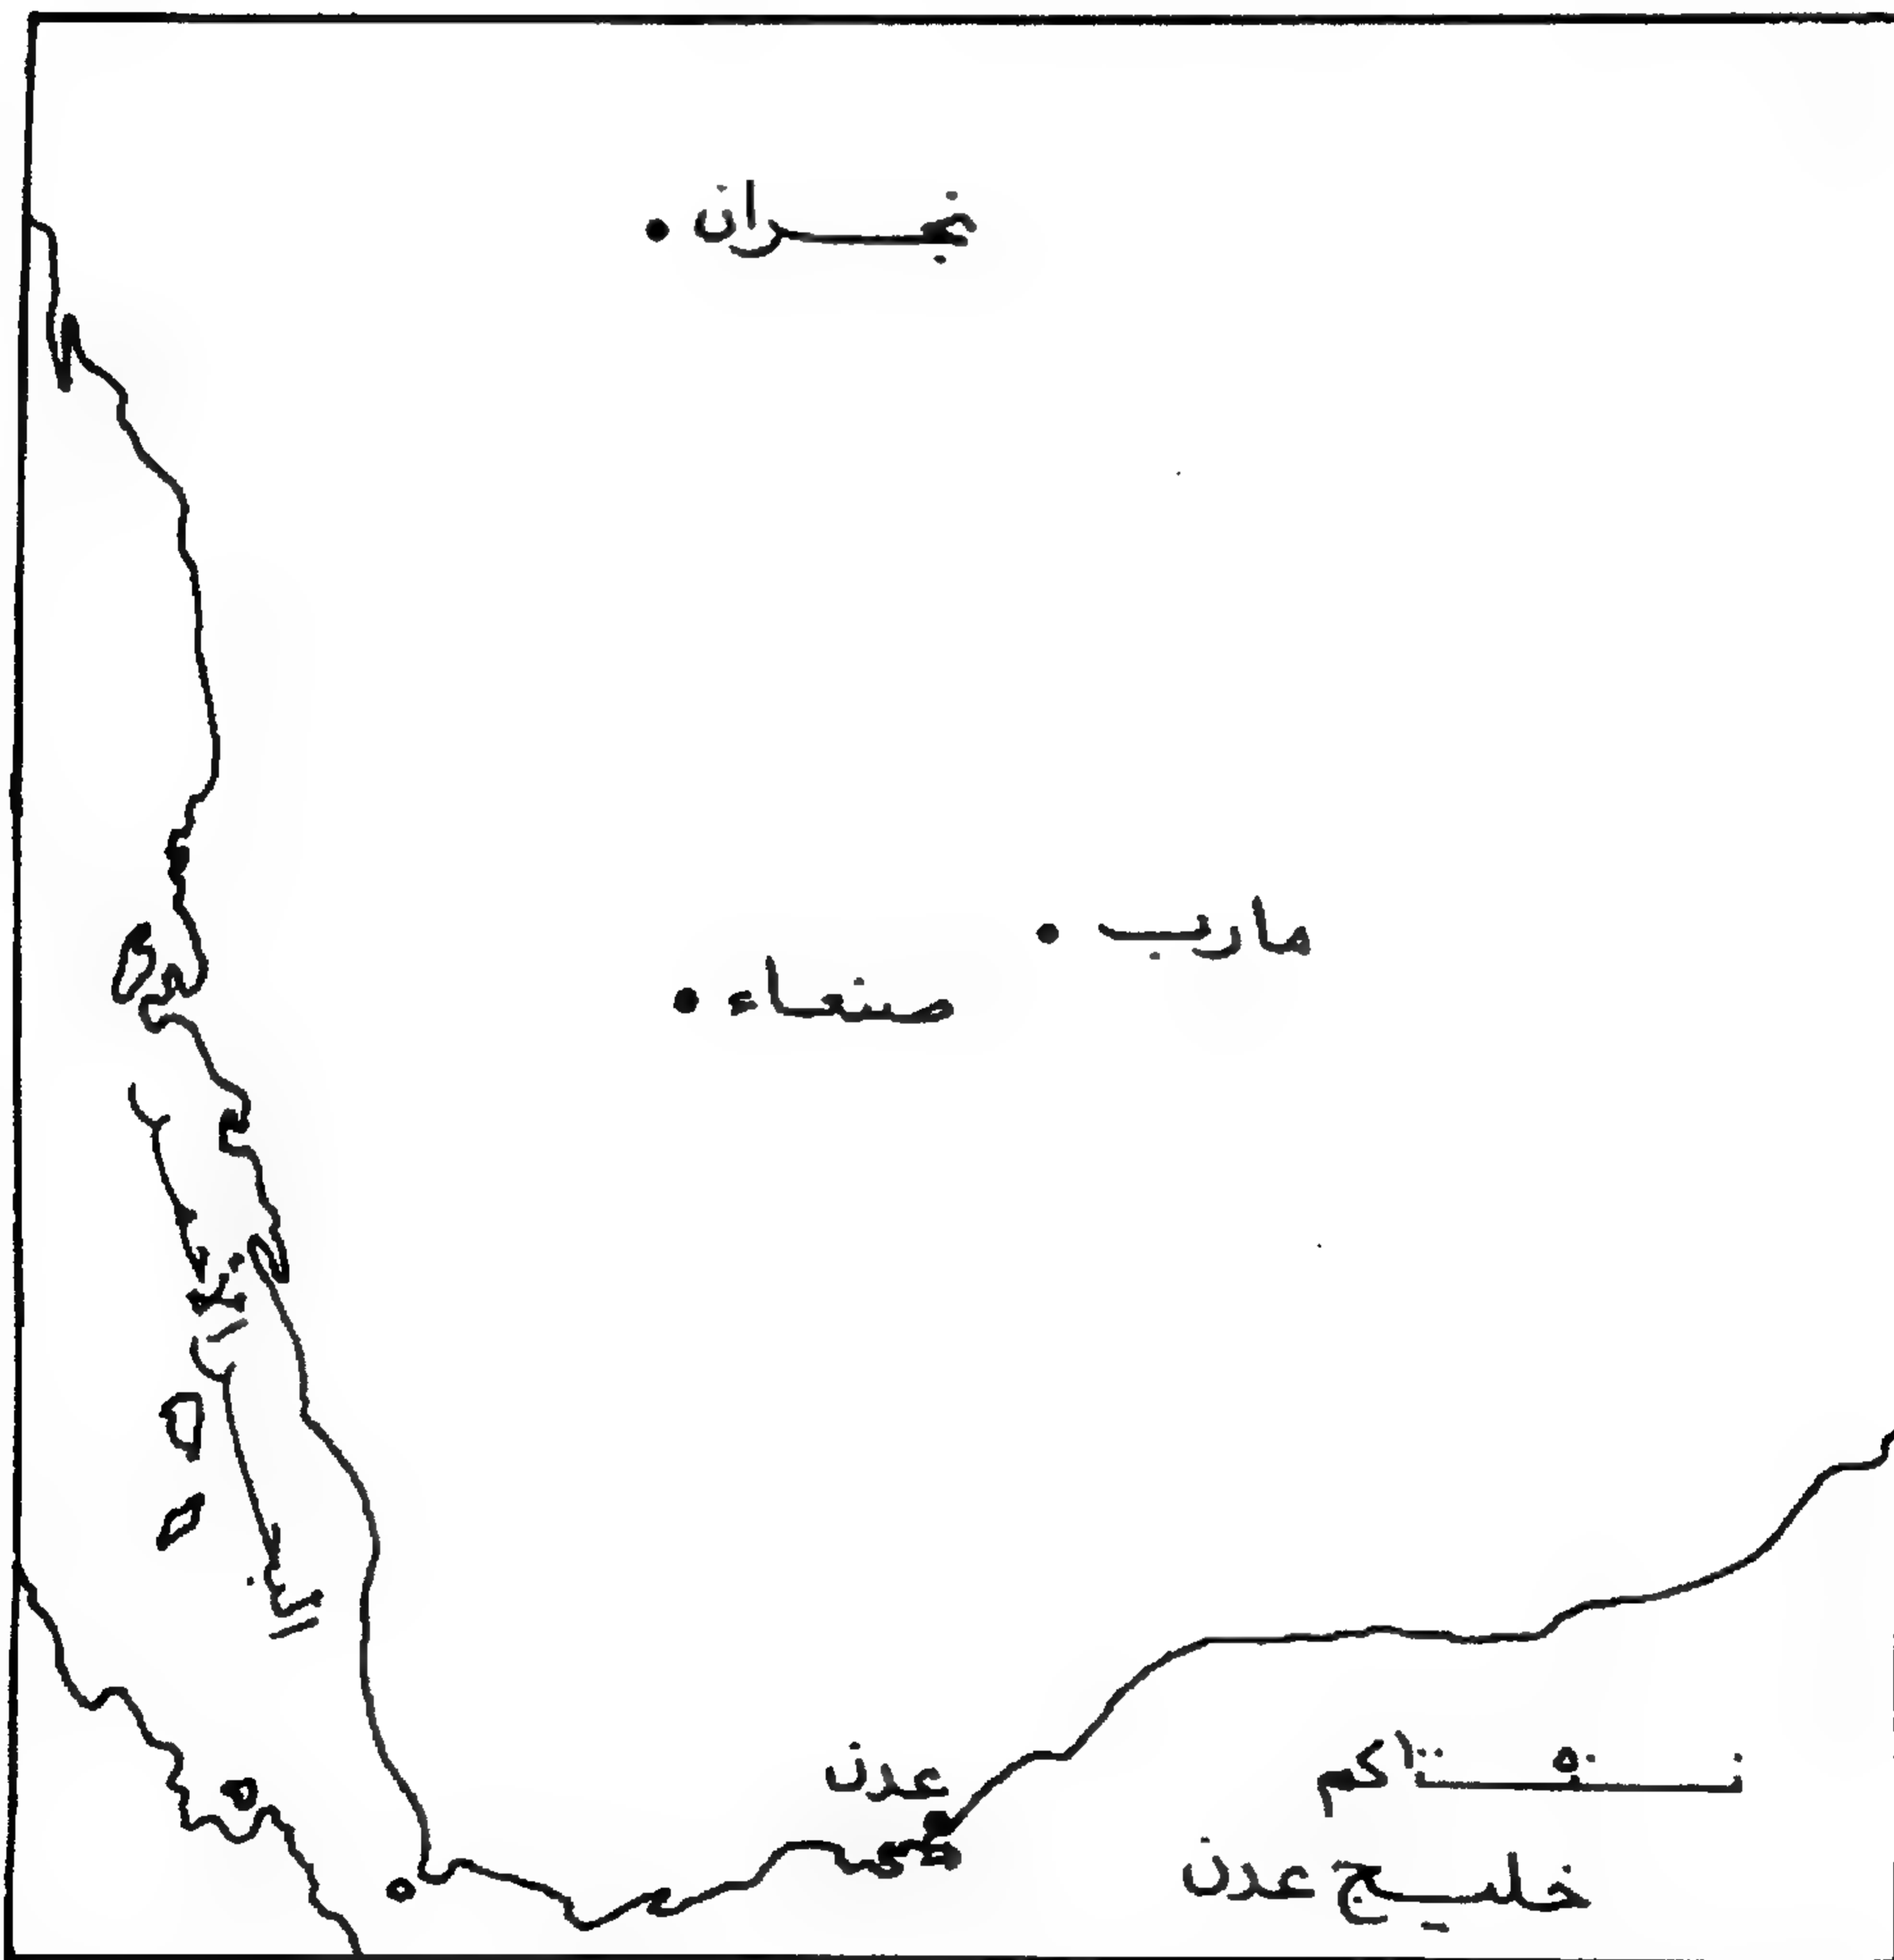 نجران
مارب
صنعاء
عدن
خليج عدن